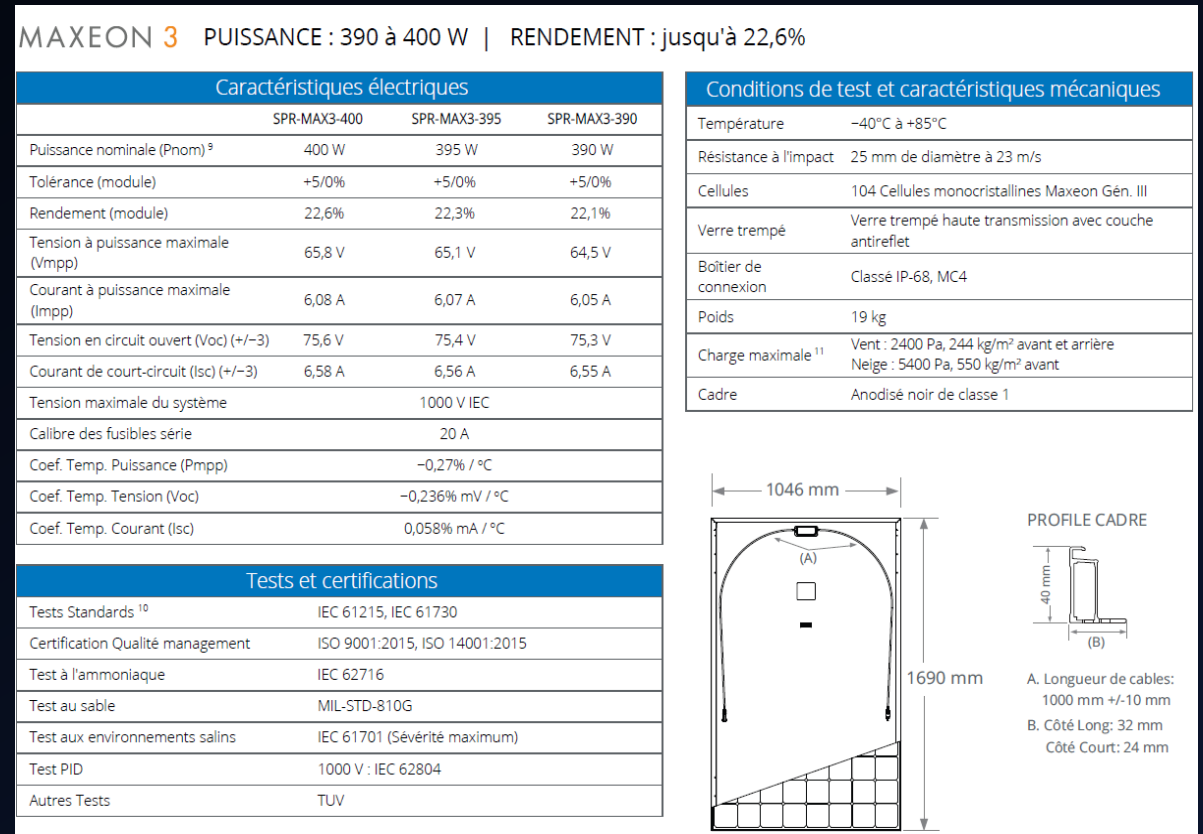 MAXEON 3 PUISSANCE : 390 à 400 W | RENDEMENT : jusqu'à 22,6%
Caractéristiques électriques
SPR-MAX3-400 SPR-MAX3-395 SPR-MAX3-390
Puissance nominale (Pnom) ⁹ 400 W 395 W 390 W
Tolérance (module) +5/0% +5/0% +5/0%
Rendement (module) 22,6% 22,3% 22,1%
Tension à puissance maximale
(Vmpp) 65,8 V 65,1 V 64,5 V
Courant à puissance maximale
(Impp) 6,08 A 6,07 A 6,05 A
Tension en circuit ouvert (Voc) (+/−3) 75,6 V 75,4 V 75,3 V
Courant de court-circuit (Isc) (+/−3) 6,58 A 6,56 A 6,55 A
Tension maximale du système 1000 V IEC
Calibre des fusibles série 20 A
Coef. Temp. Puissance (Pmpp) −0,27% / ºC
Coef. Temp. Tension (Voc) −0,236% mV / ºC
Coef. Temp. Courant (Isc) 0,058% mA / ºC
Tests et certifications
Tests Standards ¹⁰ IEC 61215, IEC 61730
Certification Qualité management ISO 9001:2015, ISO 14001:2015
Test à l'ammoniaque IEC 62716
Test au sable MIL-STD-810G
Test aux environnements salins IEC 61701 (Sévérité maximum)
Test PID 1000 V : IEC 62804
Autres Tests TUV
Conditions de test et caractéristiques mécaniques
Température −40°C à +85°C
Résistance à l'impact 25 mm de diamètre à 23 m/s
Cellules 104 Cellules monocristallines Maxeon Gén. III
Verre trempé Verre trempé haute transmission avec couche
antireflet
Boîtier de
connexion Classé IP-68, MC4
Poids 19 kg
Charge maximale ¹¹ Vent : 2400 Pa, 244 kg/m² avant et arrière
Neige : 5400 Pa, 550 kg/m² avant
Cadre Anodisé noir de classe 1
1046 mm
(A)
1690 mm
PROFILE CADRE
40 mm
(B)
A. Longueur de cables:
1000 mm +/-10 mm
B. Côté Long: 32 mm
Côté Court: 24 mm